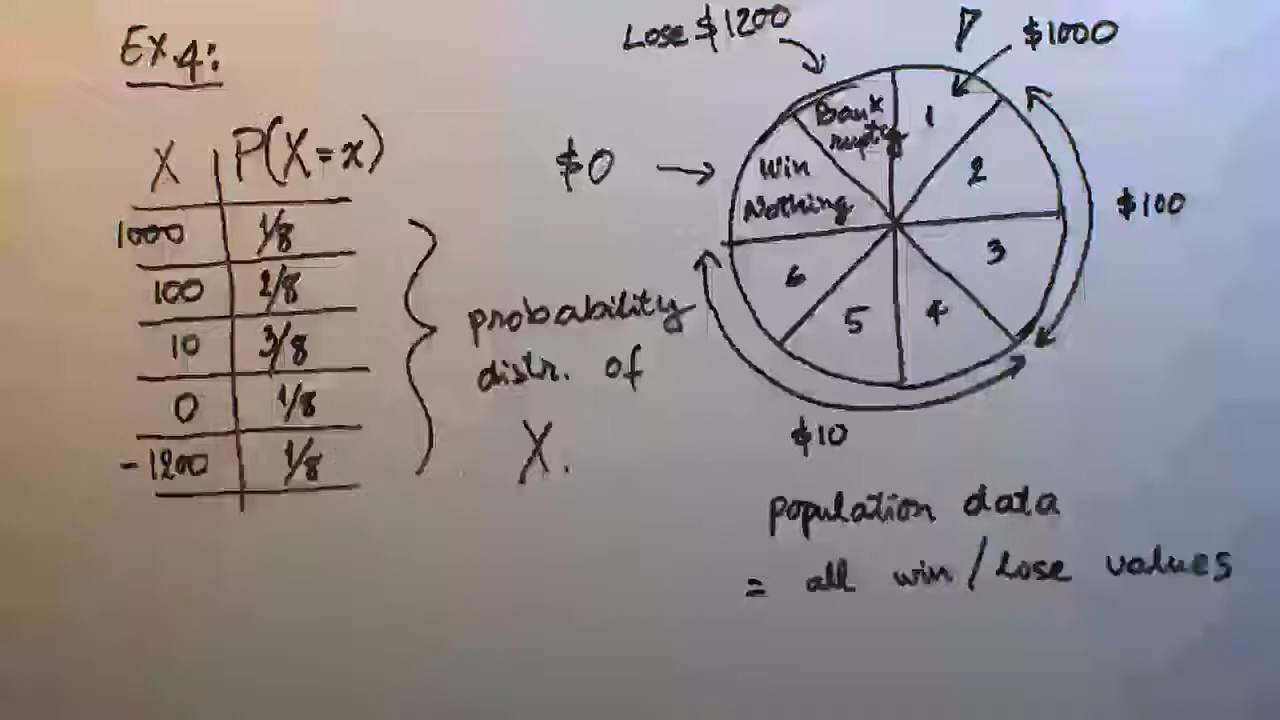 Ex.4:
X P(X=x)
1000 1/8
100 2/8
10 3/8
0 1/8
-1200 1/8
probability
distr. of
X.
Lose $1200
$1000
$0
$100
$10
Bank
ruptcy
1
2
3
4
5
6
Win
Nothing
population data
= all win / Lose values